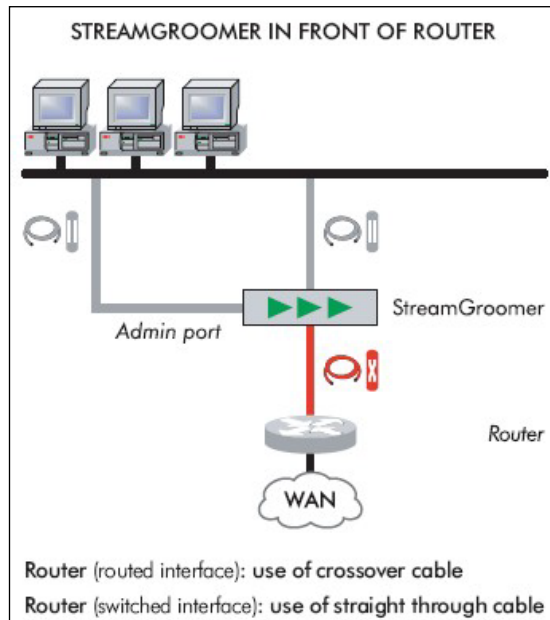 STREAMGROOMER IN FRONT OF ROUTER
Admin port
StreamGroomer
Router
WAN
Router (routed interface): use of crossover cable
Router (switched interface): use of straight through cable